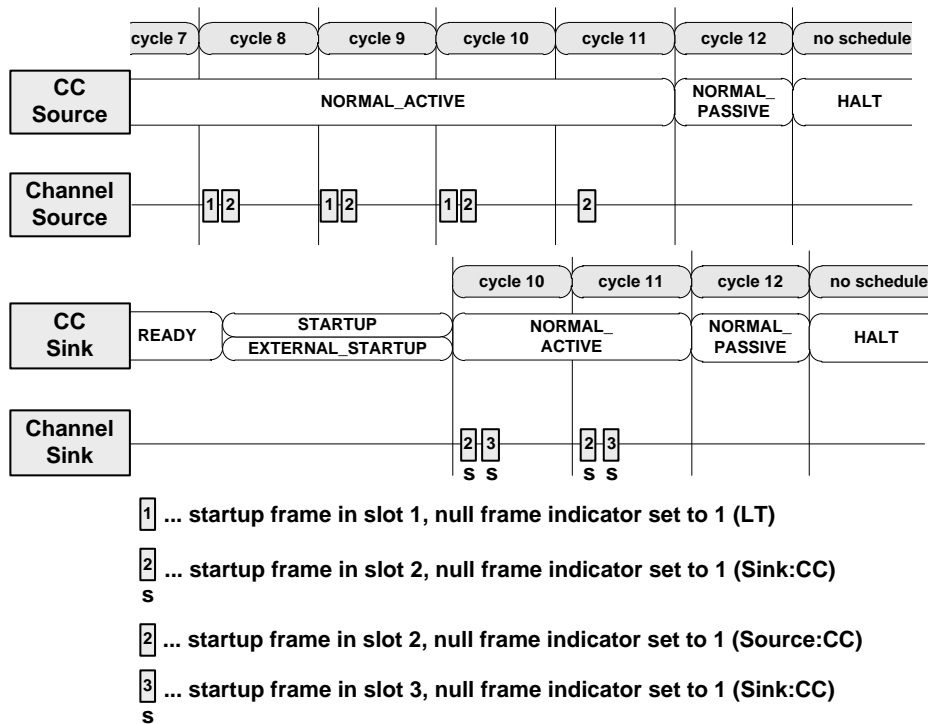 cycle 7 cycle 8 cycle 9 cycle 10 cycle 11 cycle 12 no schedule
CC
Source
NORMAL_ACTIVE
NORMAL_
PASSIVE
HALT
Channel
Source
1 2 1 2 1 2 2
cycle 10 cycle 11 cycle 12 no schedule
CC
Sink
READY
STARTUP
EXTERNAL_STARTUP
NORMAL_
ACTIVE
NORMAL_
PASSIVE
HALT
Channel
Sink
2 3 2 3
s s s s
1 ... startup frame in slot 1, null frame indicator set to 1 (LT)
2 ... startup frame in slot 2, null frame indicator set to 1 (Sink:CC)
s
2 ... startup frame in slot 2, null frame indicator set to 1 (Source:CC)
3 ... startup frame in slot 3, null frame indicator set to 1 (Sink:CC)
s